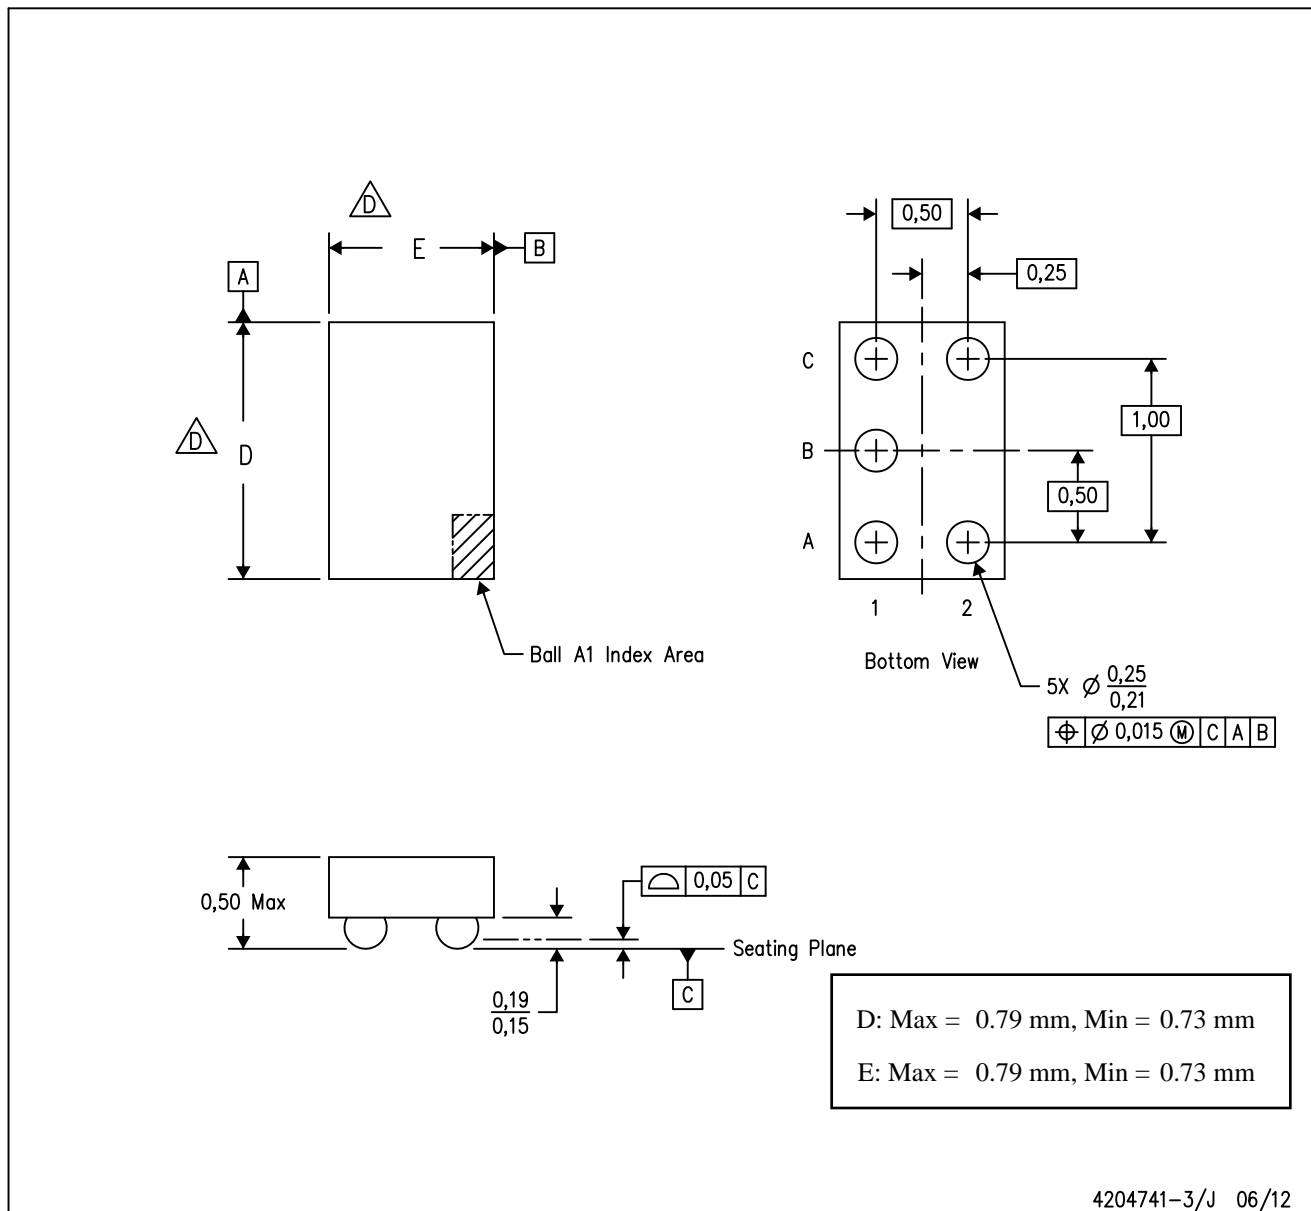 D
E
B
A
D
D
Ball A1 Index Area
0,50
0,25
C
B
A
1,00
0,50
1 2
Bottom View
5X Ø 0,25
0,21
⌖ Ø 0,015 Ⓜ C A B
0,50 Max
⌓ 0,05 C
Seating Plane
C
0,19
0,15
D: Max = 0.79 mm, Min = 0.73 mm
E: Max = 0.79 mm, Min = 0.73 mm
4204741-3/J 06/12